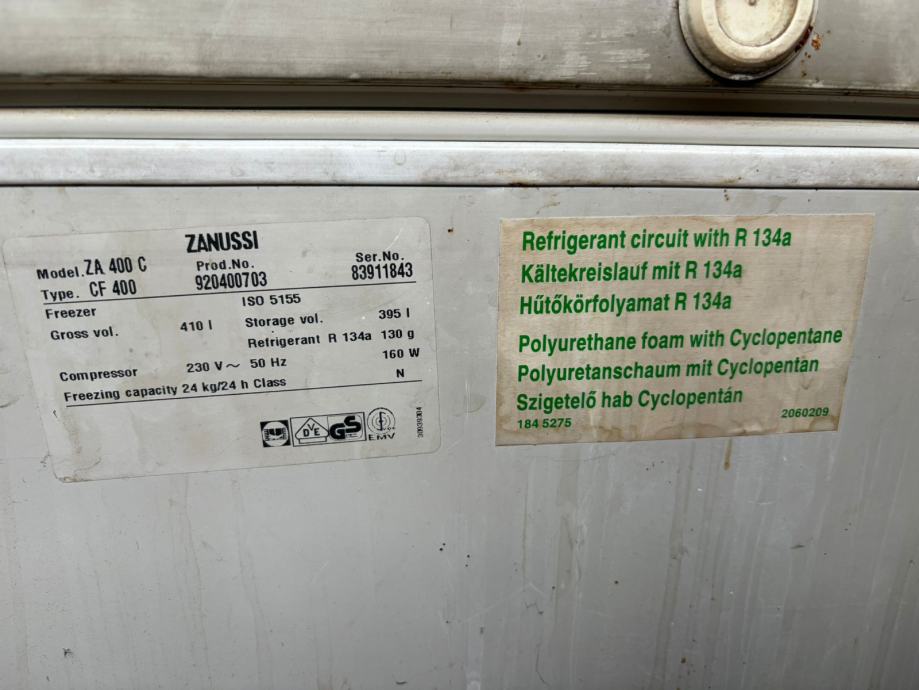 ZANUSSI
Model. ZA 400 C Prod.No. Ser.No.
Type. CF 400 920400703 83911843
Freezer ISO 5155
Gross vol. 410 l Storage vol. 395 l
Refrigerant R 134a 130 g
Compressor 230 V ~ 50 Hz 160 W
Freezing capacity 24 kg/24 h Class N
DVE GS EMV
Refrigerant circuit with R 134a
Kältekreislauf mit R 134a
Hűtőkörfolyamat R 134a
Polyurethane foam with Cyclopentane
Polyuretanschaum mit Cyclopentan
Szigetelő hab Cyclopentán
184 5275 2060209